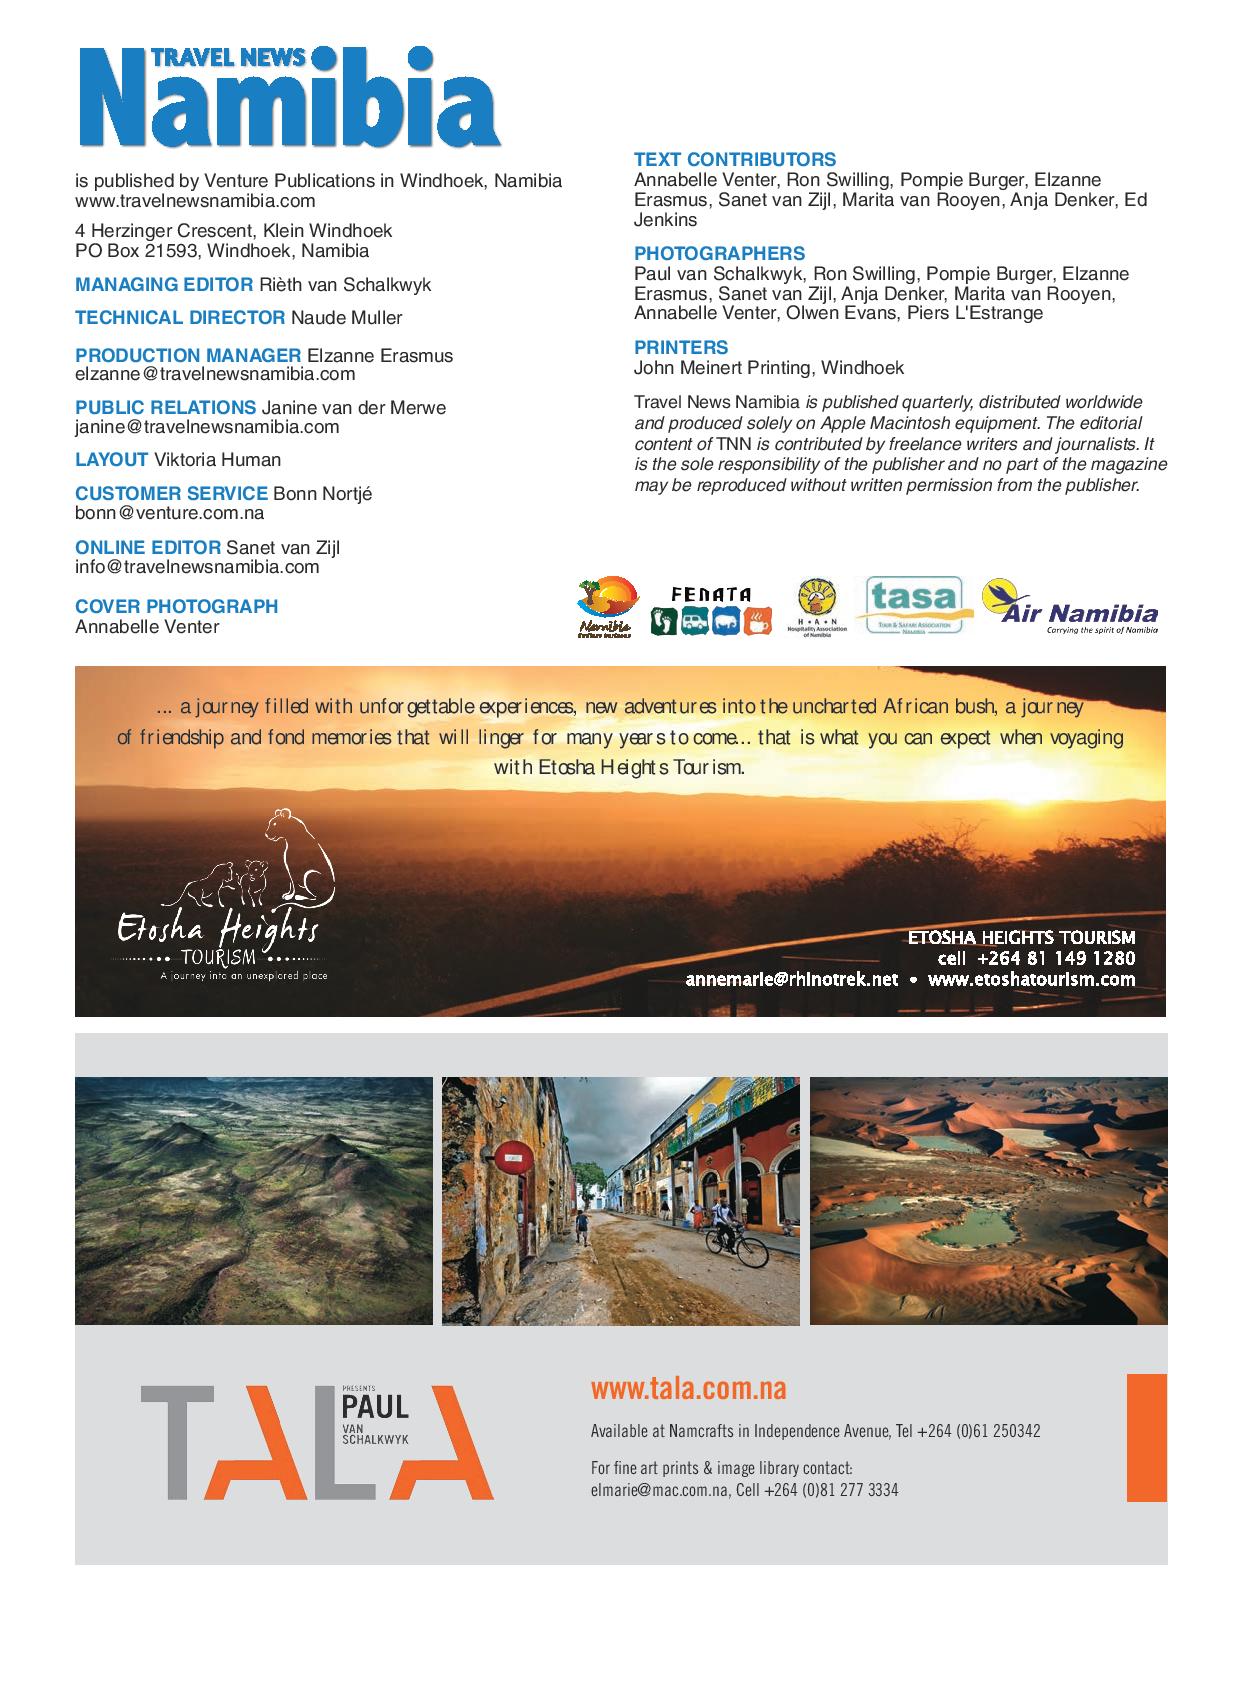 TRAVEL NEWS
Namibia
is published by Venture Publications in Windhoek, Namibia
www.travelnewsnamibia.com
4 Herzinger Crescent, Klein Windhoek
PO Box 21593, Windhoek, Namibia
MANAGING EDITOR Rièth van Schalkwyk
TECHNICAL DIRECTOR Naude Muller
PRODUCTION MANAGER Elzanne Erasmus
elzanne@travelnewsnamibia.com
PUBLIC RELATIONS Janine van der Merwe
janine@travelnewsnamibia.com
LAYOUT Viktoria Human
CUSTOMER SERVICE Bonn Nortjé
bonn@venture.com.na
ONLINE EDITOR Sanet van Zijl
info@travelnewsnamibia.com
COVER PHOTOGRAPH
Annabelle Venter
TEXT CONTRIBUTORS
Annabelle Venter, Ron Swilling, Pompie Burger, Elzanne
Erasmus, Sanet van Zijl, Marita van Rooyen, Anja Denker, Ed
Jenkins
PHOTOGRAPHERS
Paul van Schalkwyk, Ron Swilling, Pompie Burger, Elzanne
Erasmus, Sanet van Zijl, Anja Denker, Marita van Rooyen,
Annabelle Venter, Olwen Evans, Piers L'Estrange
PRINTERS
John Meinert Printing, Windhoek
Travel News Namibia is published quarterly, distributed worldwide
and produced solely on Apple Macintosh equipment. The editorial
content of TNN is contributed by freelance writers and journalists. It
is the sole responsibility of the publisher and no part of the magazine
may be reproduced without written permission from the publisher.
Namibia
FENATA
H·A·N
Hospitality Association
of Namibia
tasa
TOUR & SAFARI ASSOCIATION
NAMIBIA
Air Namibia
Carrying the spirit of Namibia
... a journey filled with unforgettable experiences, new adventures into the uncharted African bush, a journey
of friendship and fond memories that will linger for many years to come... that is what you can expect when voyaging
with Etosha Heights Tourism.
Etosha Heights
TOURISM
A journey into an unexplored place
ETOSHA HEIGHTS TOURISM
cell +264 81 149 1280
annemarie@rhinotrek.net • www.etoshatourism.com
TALA
PRESENTS
PAUL
VAN
SCHALKWYK
www.tala.com.na
Available at Namcrafts in Independence Avenue, Tel +264 (0)61 250342
For fine art prints & image library contact:
elmarie@mac.com.na, Cell +264 (0)81 277 3334